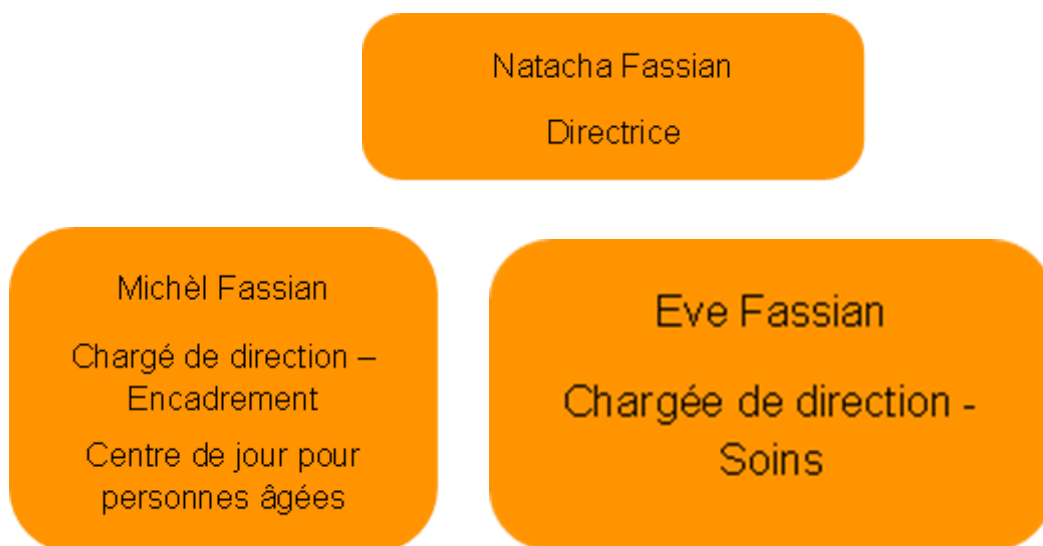 Natacha Fassian
Directrice
Michèl Fassian
Chargé de direction –
Encadrement
Centre de jour pour
personnes âgées
Eve Fassian
Chargée de direction -
Soins